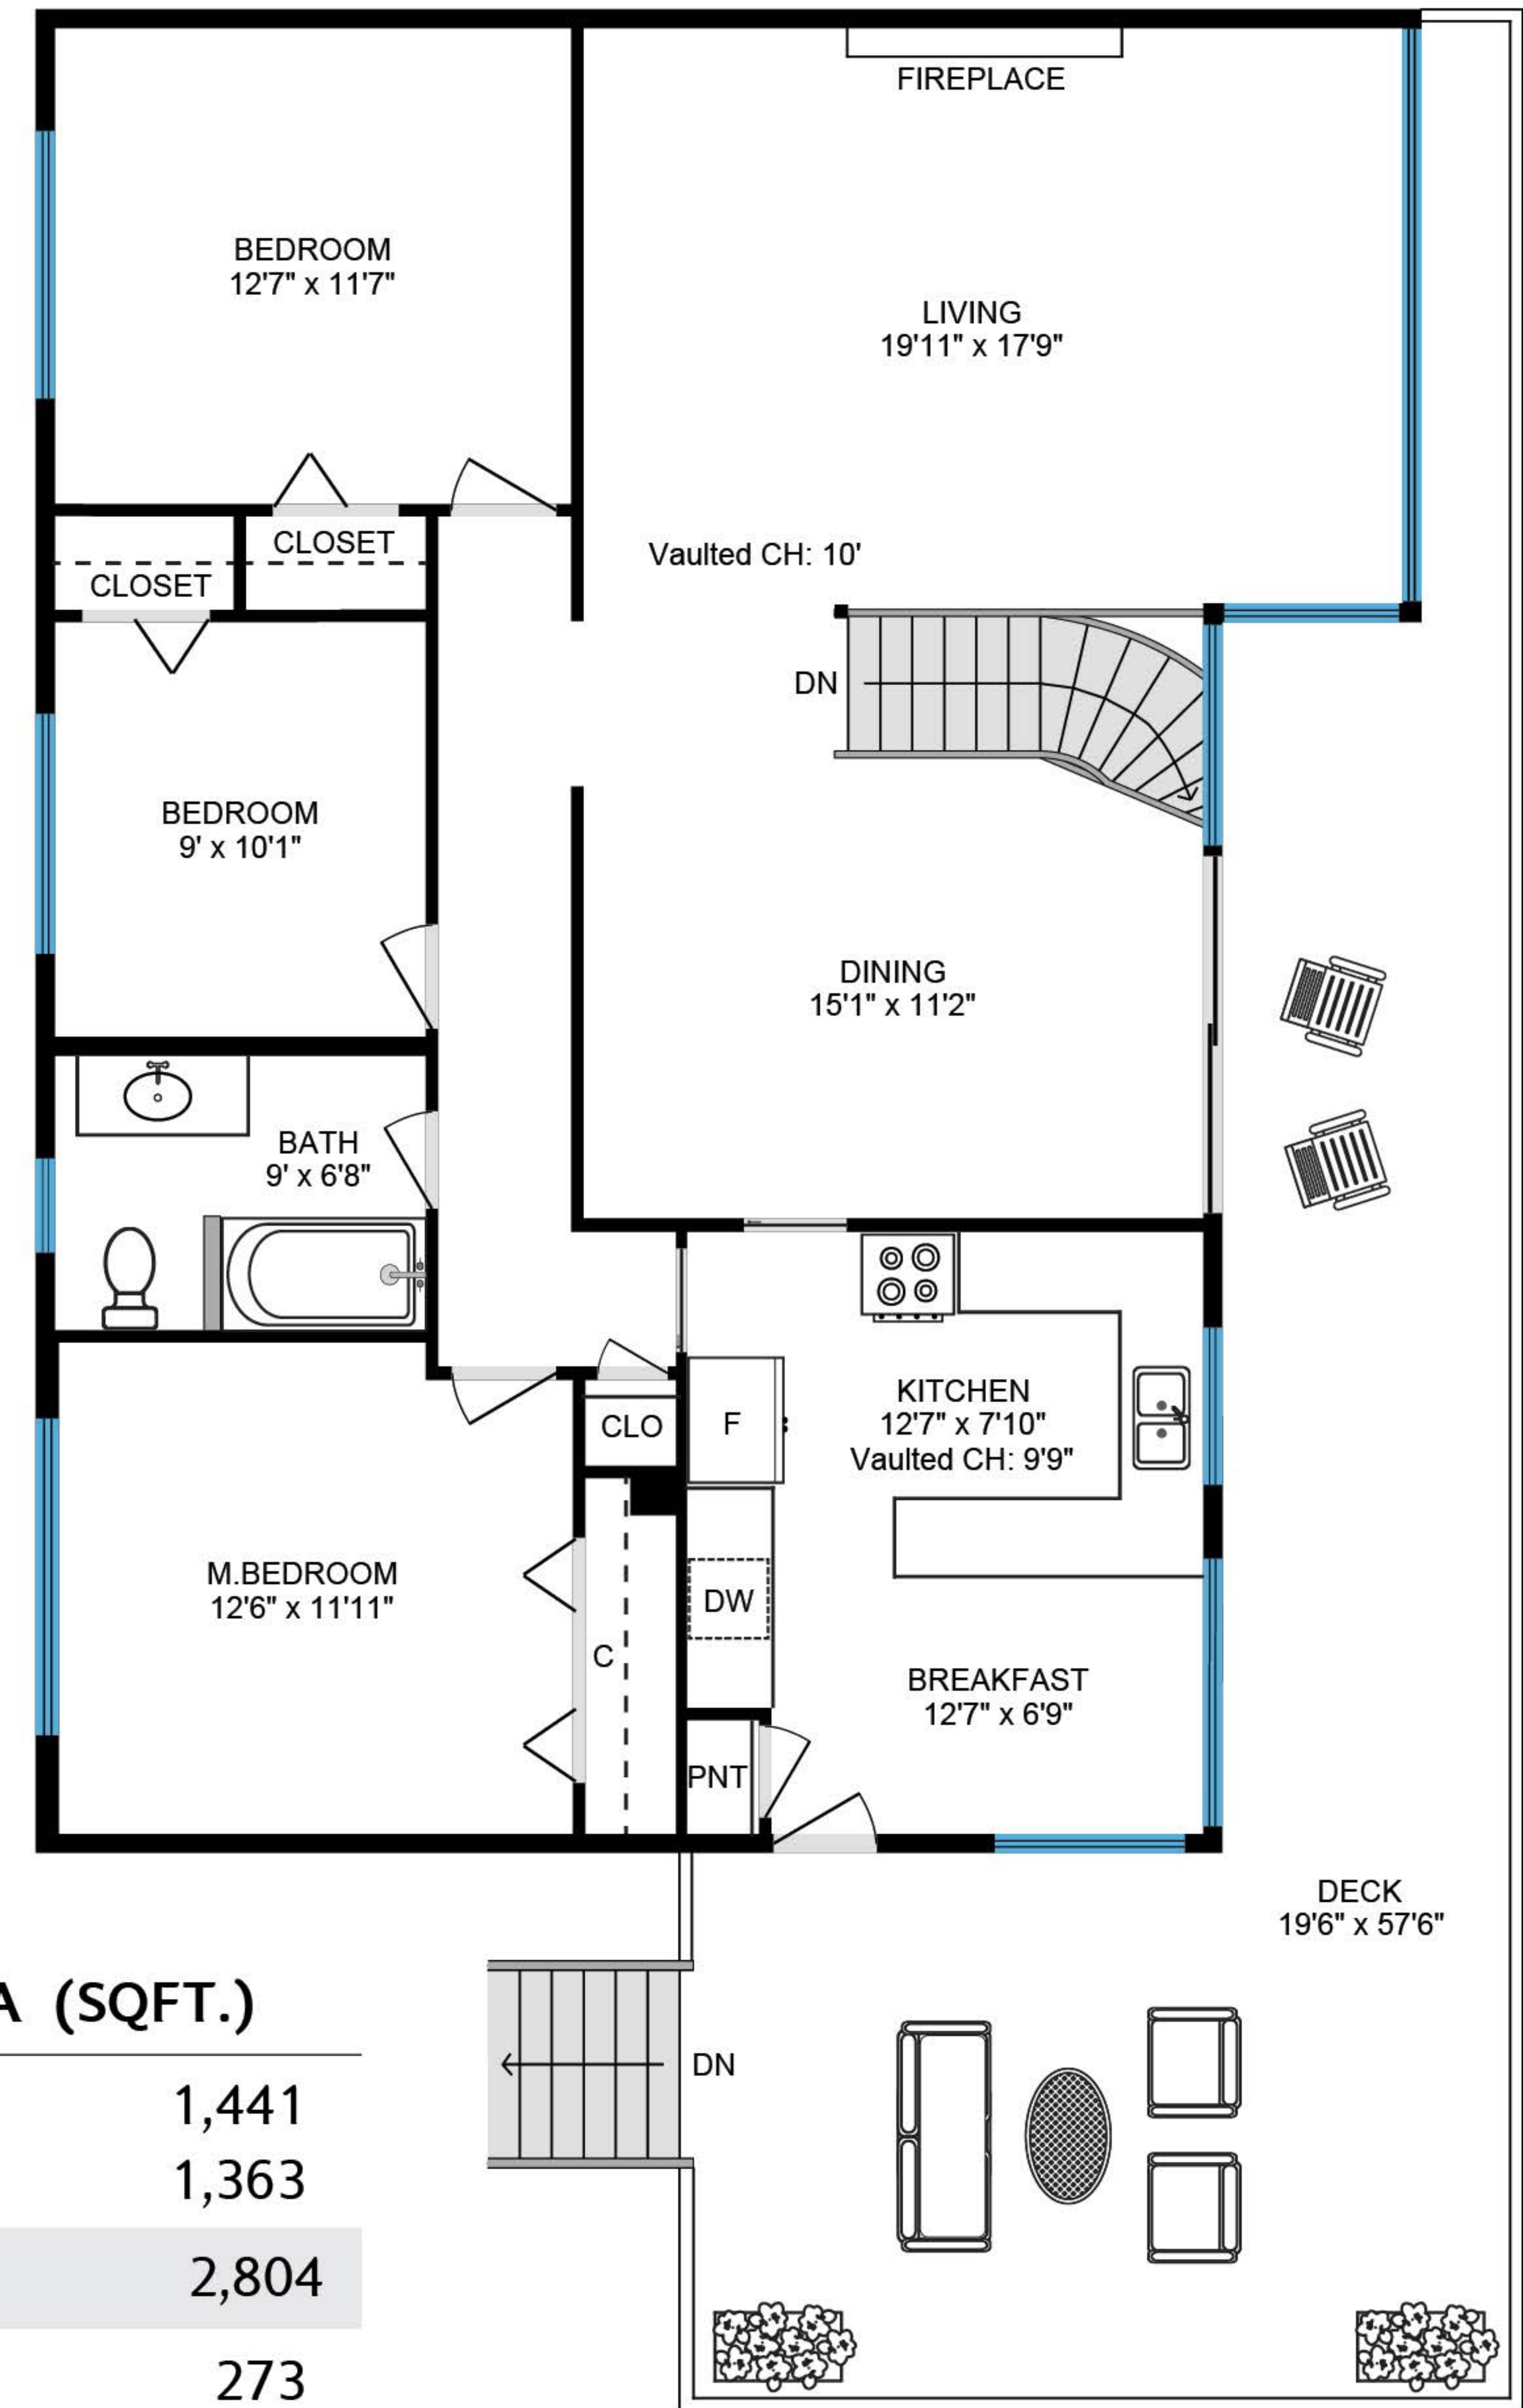 FIREPLACE
BEDROOM
12'7" x 11'7"
LIVING
19'11" x 17'9"
CLOSET
CLOSET
Vaulted CH: 10'
DN
BEDROOM
9' x 10'1"
DINING
15'1" x 11'2"
BATH
9' x 6'8"
KITCHEN
12'7" x 7'10"
Vaulted CH: 9'9"
CLO
F
M.BEDROOM
12'6" x 11'11"
DW
C
BREAKFAST
12'7" x 6'9"
PNT
DECK
19'6" x 57'6"
DN
A (SQFT.)
1,441
1,363
2,804
273